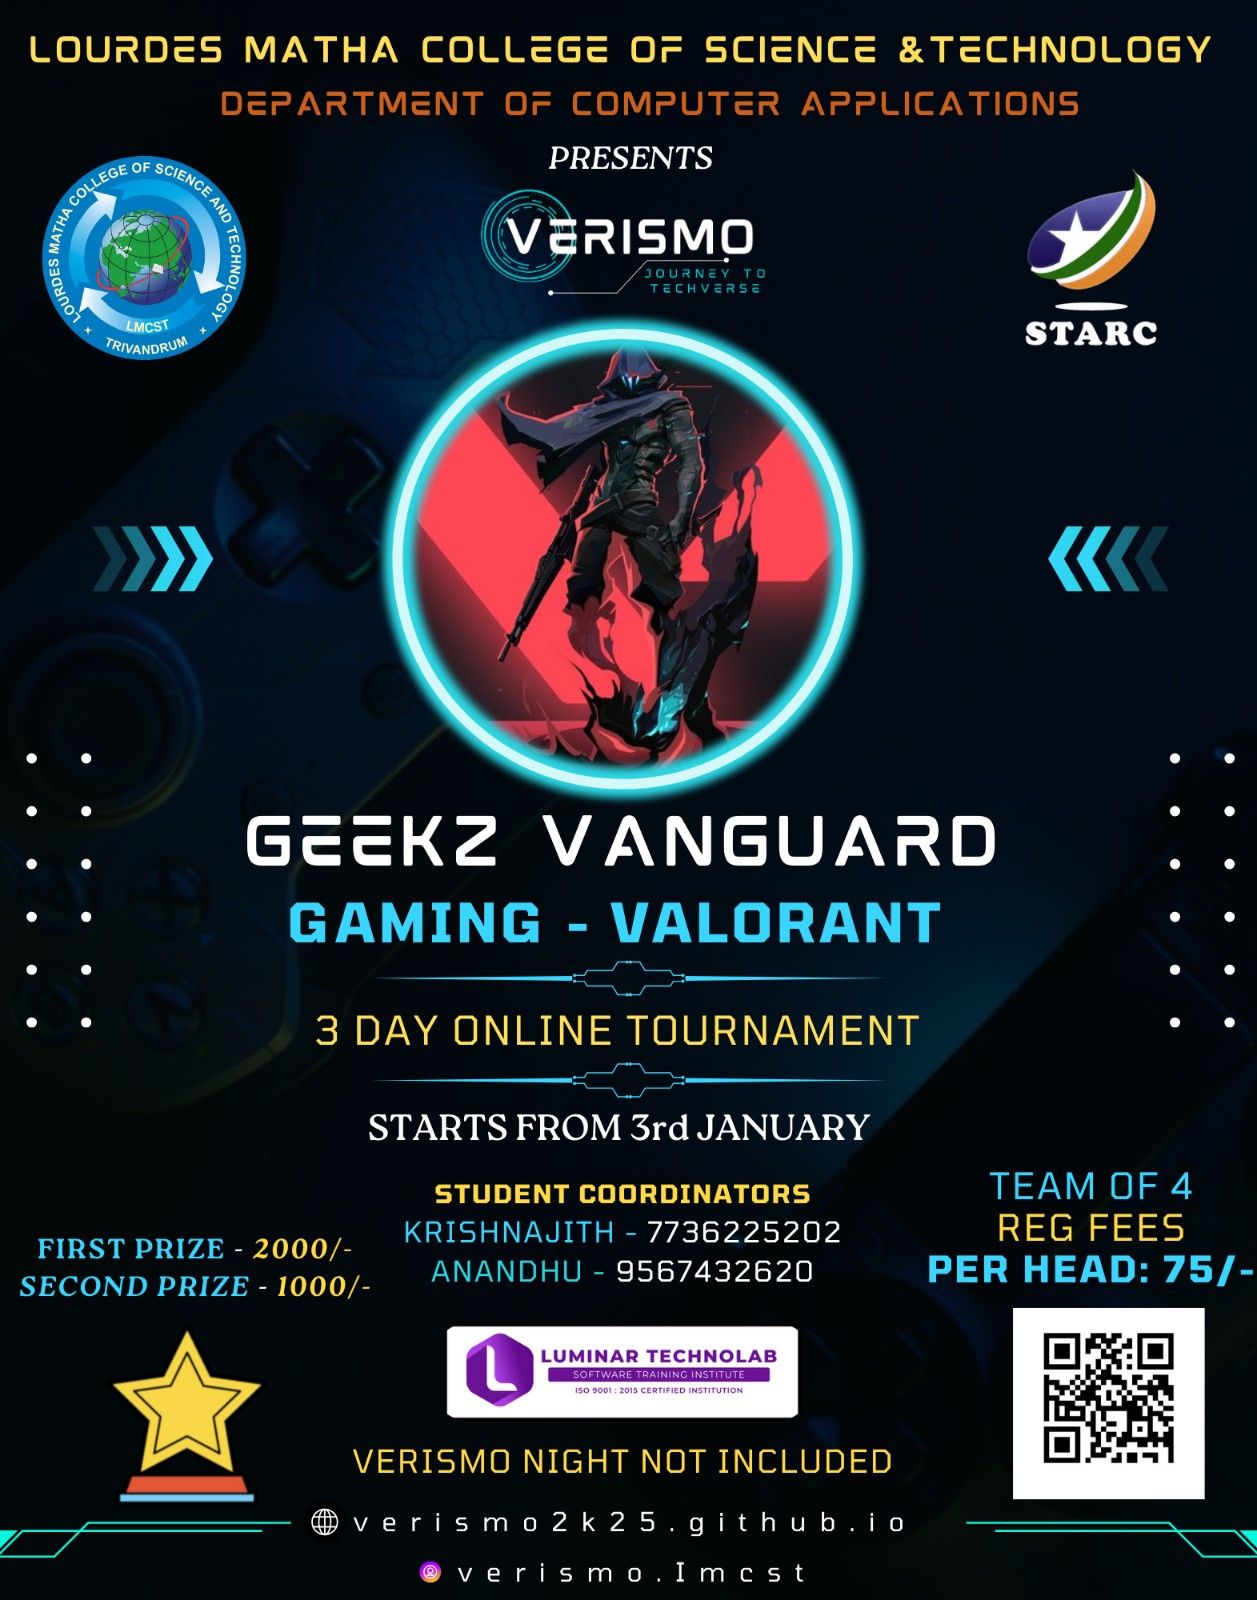 LOURDES MATHA COLLEGE OF SCIENCE &TECHNOLOGY
DEPARTMENT OF COMPUTER APPLICATIONS
PRESENTS
LOURDES MATHA COLLEGE OF SCIENCE AND TECHNOLOGY
LMCST
+ TRIVANDRUM +
VERISMO
JOURNEY TO
TECHVERSE
STARC
GEEKZ VANGUARD
GAMING - VALORANT
3 DAY ONLINE TOURNAMENT
STARTS FROM 3rd JANUARY
STUDENT COORDINATORS
KRISHNAJITH - 7736225202
ANANDHU - 9567432620
FIRST PRIZE - 2000/-
SECOND PRIZE - 1000/-
TEAM OF 4
REG FEES
PER HEAD: 75/-
L
LUMINAR TECHNOLAB
SOFTWARE TRAINING INSTITUTE
ISO 9001 : 2015 CERTIFIED INSTITUTION
VERISMO NIGHT NOT INCLUDED
verismo2k25.github.io
verismo.Imcst